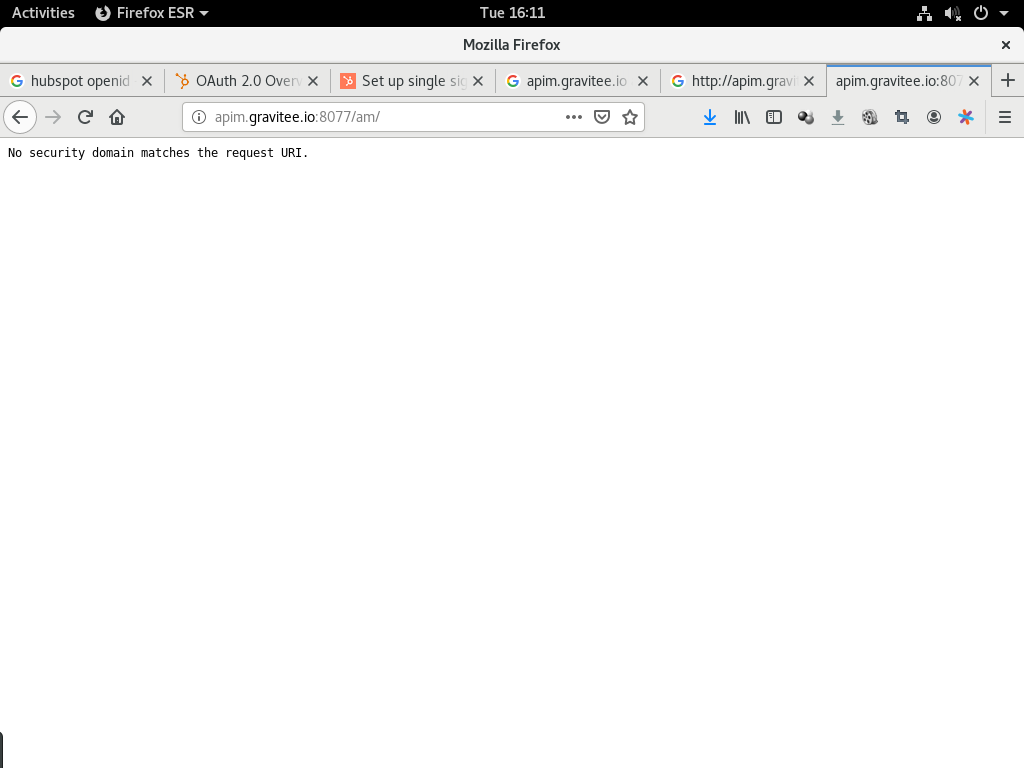 Activities
Firefox ESR
Tue 16:11
Mozilla Firefox
hubspot openid
OAuth 2.0 Over
Set up single sig
apim.gravitee.io
http://apim.gravi
apim.gravitee.io:807
apim.gravitee.io:8077/am/
No security domain matches the request URI.